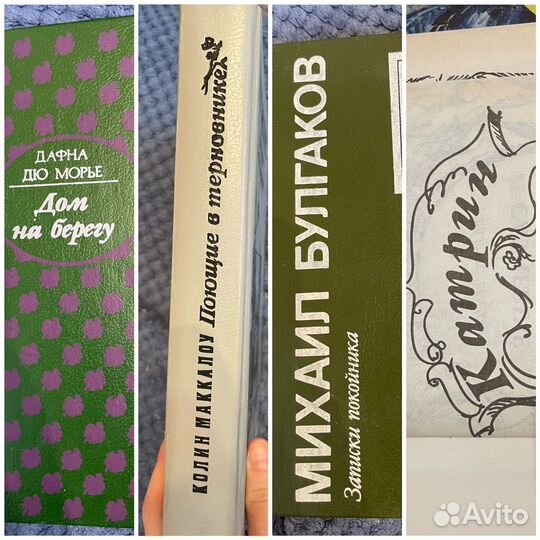 ДАФНА
ДЮ МОРЬЕ
Дом
на берегу
КОЛИН МАККАЛОУ Поющие в терновнике
МИХАИЛ БУЛГАКОВ
Записки покойника
Катрин
Avito